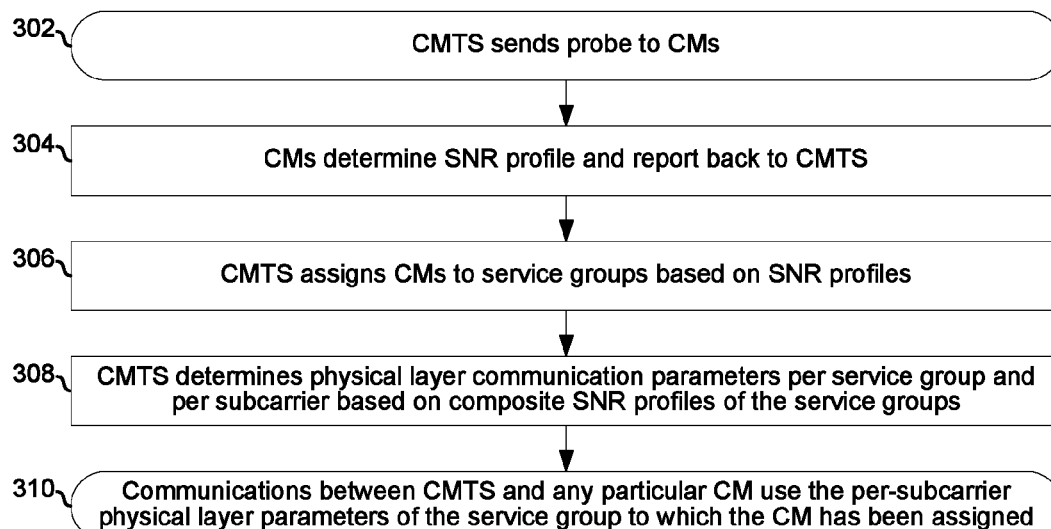 302
CMTS sends probe to CMs
304
CMs determine SNR profile and report back to CMTS
306
CMTS assigns CMs to service groups based on SNR profiles
308
CMTS determines physical layer communication parameters per service group and
per subcarrier based on composite SNR profiles of the service groups
310
Communications between CMTS and any particular CM use the per-subcarrier
physical layer parameters of the service group to which the CM has been assigned